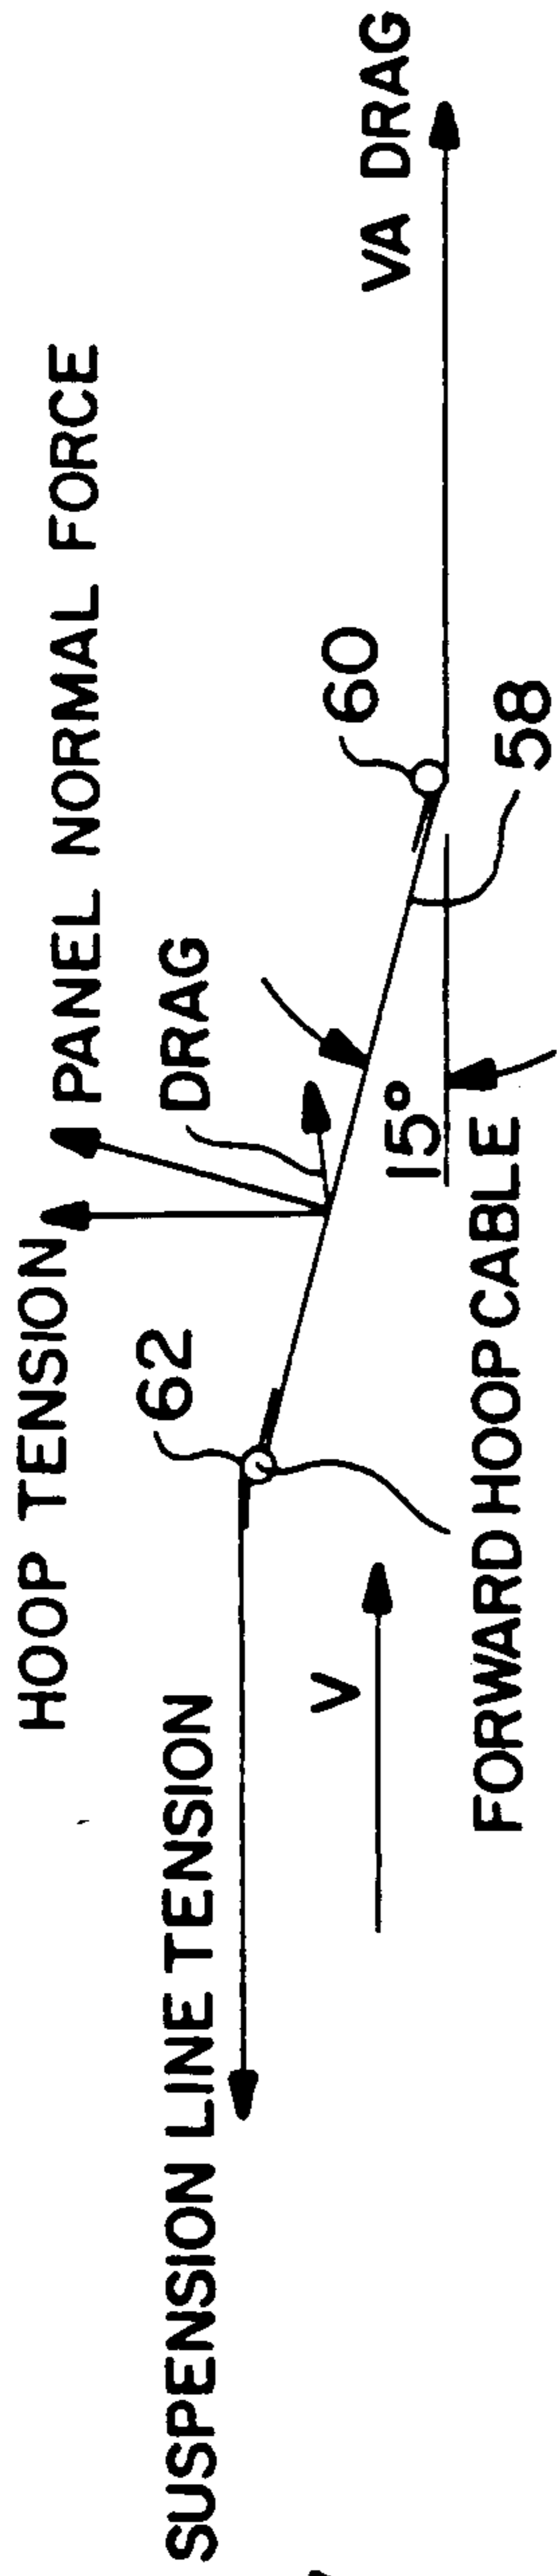 HOOP TENSION
PANEL NORMAL FORCE
SUSPENSION LINE TENSION
62
DRAG
60
VA DRAG
V
15°
58
FORWARD HOOP CABLE